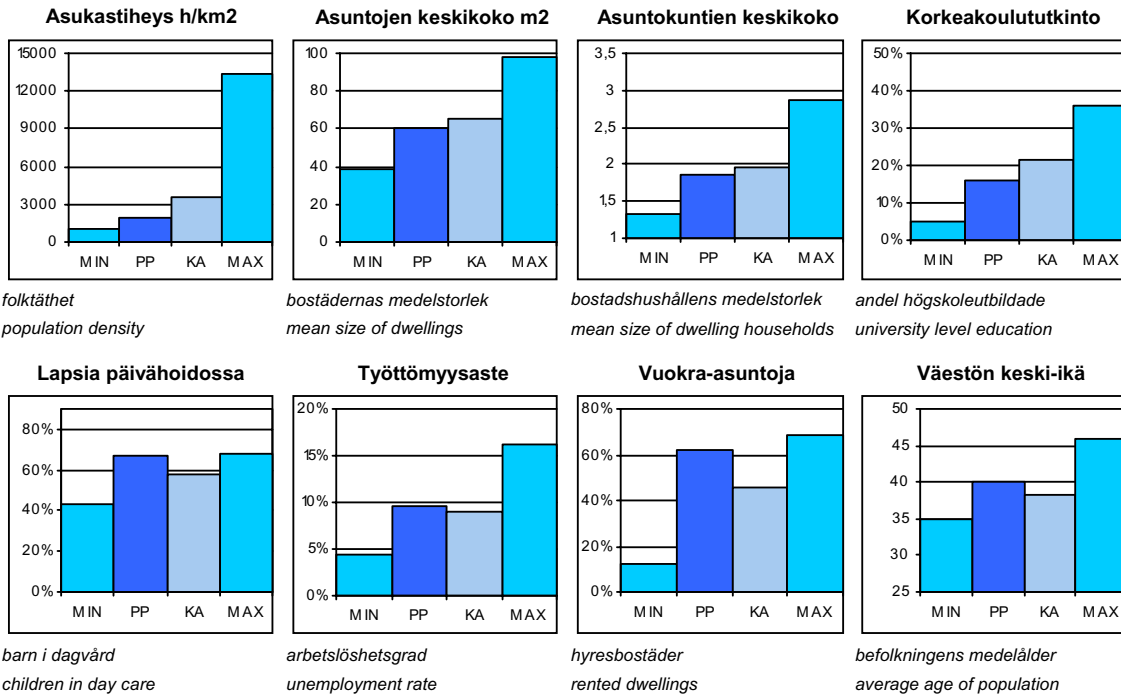 Asukastiheys h/km2
15000
12000
9000
6000
3000
0
MIN PP KA MAX
folktäthet
population density
Asuntojen keskikoko m2
100
80
60
40
20
0
MIN PP KA MAX
bostädernas medelstorlek
mean size of dwellings
Asuntokuntien keskikoko
3,5
3
2,5
2
1,5
1
MIN PP KA MAX
bostadshushållens medelstorlek
mean size of dwelling households
Korkeakoulututkinto
50%
40%
30%
20%
10%
0%
MIN PP KA MAX
andel högskoleutbildade
university level education
Lapsia päivähoidossa
80%
60%
40%
20%
0%
MIN PP KA MAX
barn i dagvård
children in day care
Työttömyysaste
20%
15%
10%
5%
0%
MIN PP KA MAX
arbetslöshetsgrad
unemployment rate
Vuokra-asuntoja
80%
60%
40%
20%
0%
MIN PP KA MAX
hyresbostäder
rented dwellings
Väestön keski-ikä
50
45
40
35
30
25
MIN PP KA MAX
befolkningens medelålder
average age of population